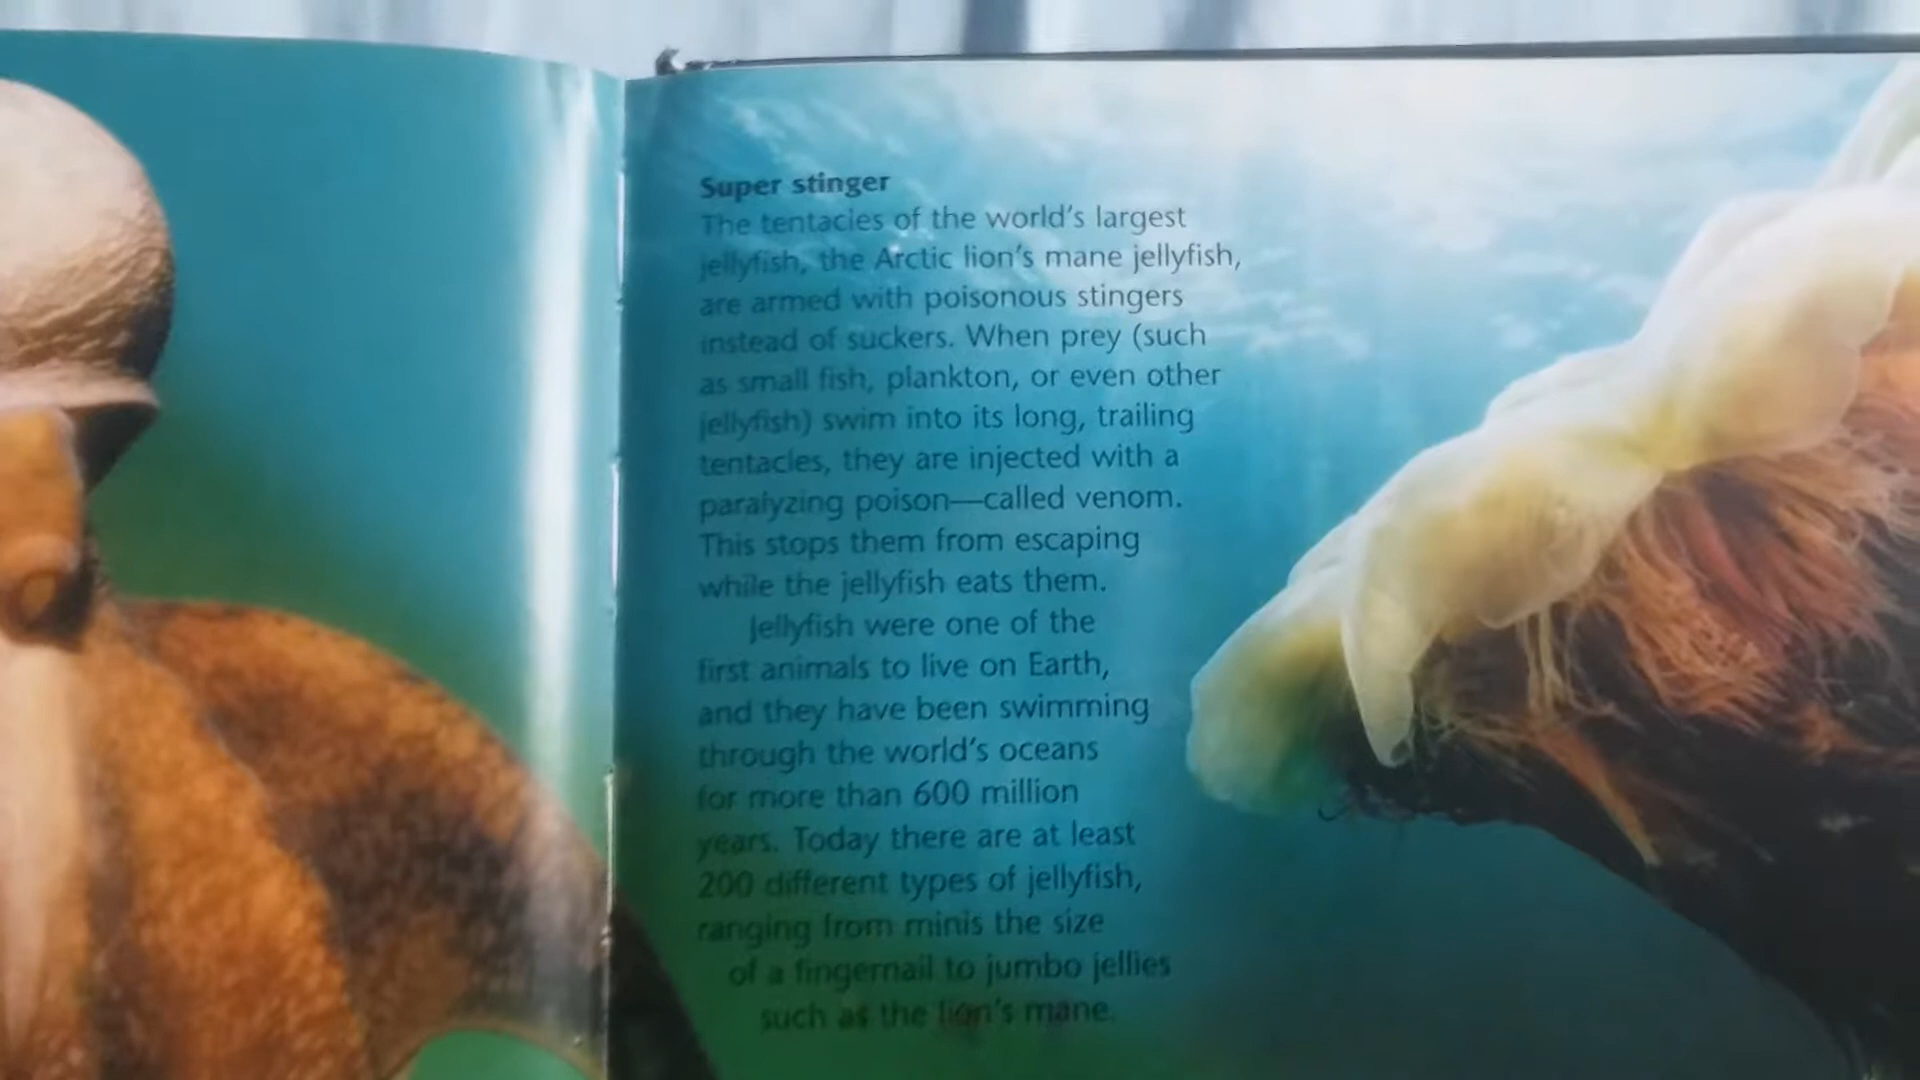 Super stinger
The tentacles of the world's largest
jellyfish, the Arctic lion's mane jellyfish,
are armed with poisonous stingers
instead of suckers. When prey (such
as small fish, plankton, or even other
jellyfish) swim into its long, trailing
tentacles, they are injected with a
paralyzing poison—called venom.
This stops them from escaping
while the jellyfish eats them.
Jellyfish were one of the
first animals to live on Earth,
and they have been swimming
through the world's oceans
for more than 600 million
years. Today there are at least
200 different types of jellyfish,
ranging from minis the size
of a fingernail to jumbo jellies
such as the lion's mane.